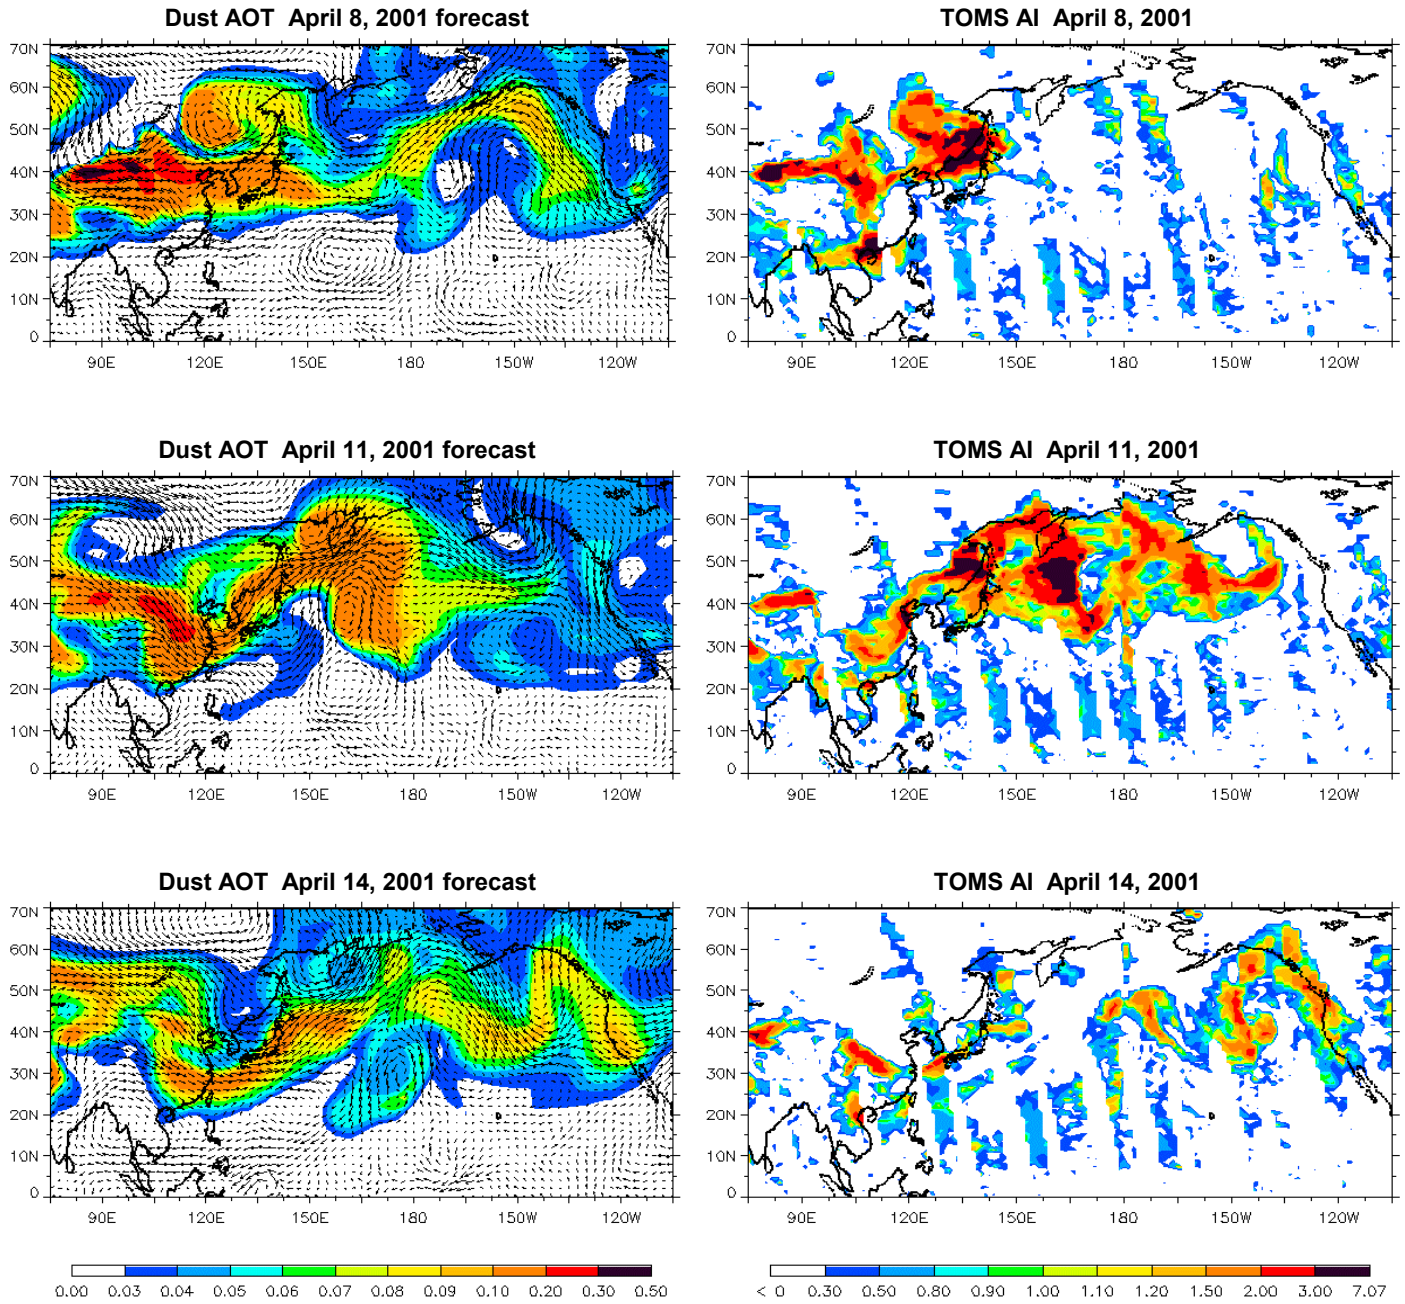 Dust AOT April 8, 2001 forecast
TOMS AI April 8, 2001
70N
60N
50N
40N
30N
20N
10N
0
90E 120E 150E 180 150W 120W
70N
60N
50N
40N
30N
20N
10N
0
90E 120E 150E 180 150W 120W
Dust AOT April 11, 2001 forecast
TOMS AI April 11, 2001
70N
60N
50N
40N
30N
20N
10N
0
90E 120E 150E 180 150W 120W
70N
60N
50N
40N
30N
20N
10N
0
90E 120E 150E 180 150W 120W
Dust AOT April 14, 2001 forecast
TOMS AI April 14, 2001
70N
60N
50N
40N
30N
20N
10N
0
90E 120E 150E 180 150W 120W
70N
60N
50N
40N
30N
20N
10N
0
90E 120E 150E 180 150W 120W
0.00 0.03 0.04 0.05 0.06 0.07 0.08 0.09 0.10 0.20 0.30 0.50
< 0 0.30 0.50 0.80 0.90 1.00 1.10 1.20 1.50 2.00 3.00 7.07